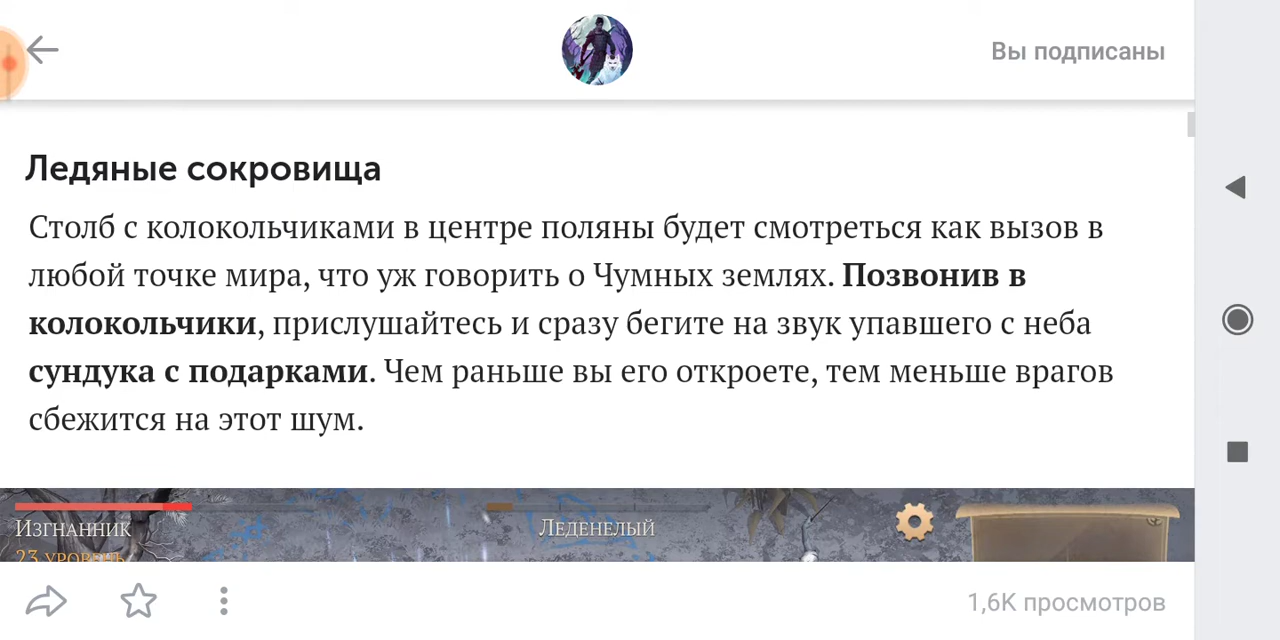 Вы подписаны
Ледяные сокровища
Столб с колокольчиками в центре поляны будет смотреться как вызов в
любой точке мира, что уж говорить о Чумных землях. Позвонив в
колокольчики, прислушайтесь и сразу бегите на звук упавшего с неба
сундука с подарками. Чем раньше вы его откроете, тем меньше врагов
сбежится на этот шум.
Изгнанник
Леденелый
23 уровень
1,6K просмотров